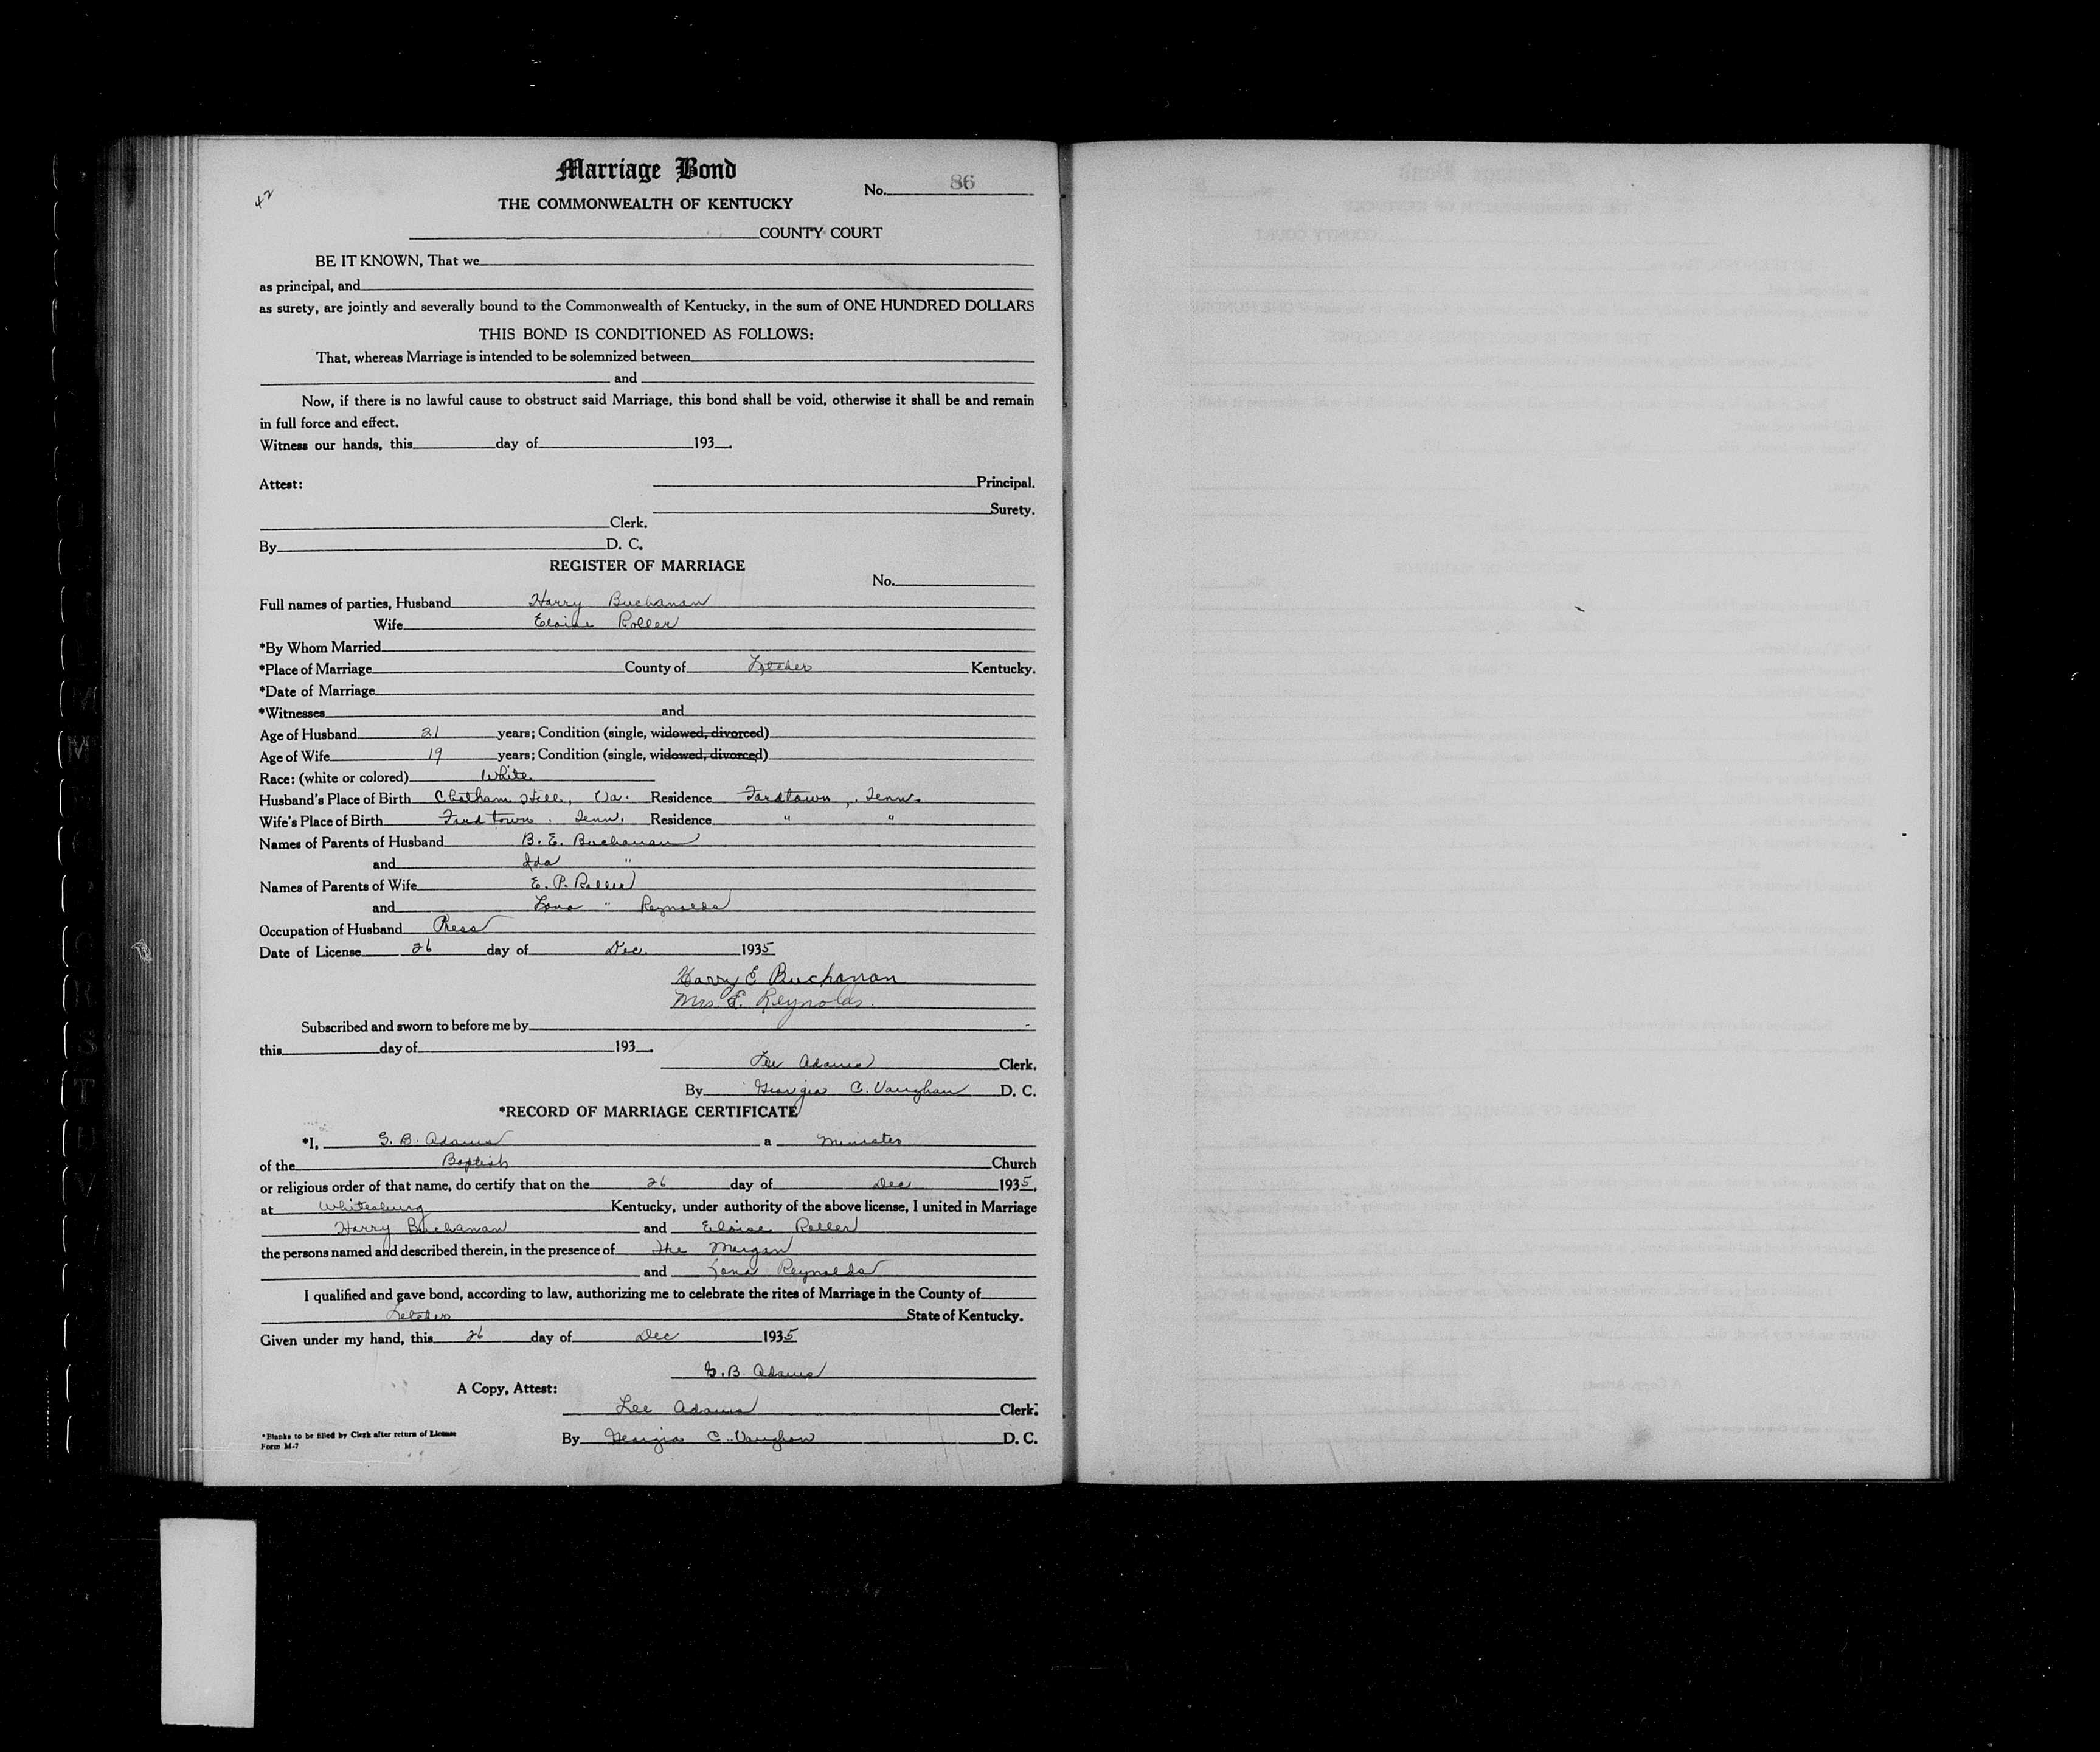 42
Marriage Bond
No. 86
THE COMMONWEALTH OF KENTUCKY
COUNTY COURT
BE IT KNOWN, That we
as principal, and
as surety, are jointly and severally bound to the Commonwealth of Kentucky, in the sum of ONE HUNDRED DOLLARS
THIS BOND IS CONDITIONED AS FOLLOWS:
That, whereas Marriage is intended to be solemnized between
and
Now, if there is no lawful cause to obstruct said Marriage, this bond shall be void, otherwise it shall be and remain
in full force and effect.
Witness our hands, this day of 193 .
Attest: Principal.
Surety.
Clerk.
By D. C.
REGISTER OF MARRIAGE
No.
Full names of parties, Husband Harry Buchanan
Wife Eloise Roller
*By Whom Married
*Place of Marriage County of Letcher Kentucky.
*Date of Marriage
*Witnesses and
Age of Husband 21 years; Condition (single, widowed, divorced)
Age of Wife 19 years; Condition (single, widowed, divorced)
Race: (white or colored) White
Husband's Place of Birth Chatham Hill, Va. Residence Fordtown, Tenn.
Wife's Place of Birth Fordtown, Tenn. Residence " "
Names of Parents of Husband B. E. Buchanan
and Ida "
Names of Parents of Wife E. P. Roller
and Lona " Reynolds
Occupation of Husband Press
Date of License 26 day of Dec. 1935
Harry E Buchanan
Mrs. E. Reynolds.
Subscribed and sworn to before me by
this day of 193 .
Lee Adams Clerk.
By Georgia C. Vaughan D. C.
*RECORD OF MARRIAGE CERTIFICATE
*I, G. B. Adams a Minister
of the Baptist Church
or religious order of that name, do certify that on the 26 day of Dec 1935,
at Whitesburg Kentucky, under authority of the above license, I united in Marriage
Harry Buchanan and Eloise Roller
the persons named and described therein, in the presence of Morgan
and Lona Reynolds
I qualified and gave bond, according to law, authorizing me to celebrate the rites of Marriage in the County of
Letcher State of Kentucky.
Given under my hand, this 26 day of Dec 1935
G. B. Adams
A Copy, Attest:
Lee Adams Clerk.
*Blanks to be filled by Clerk after return of License
Form M-7
By Georgia C. Vaughan D. C.